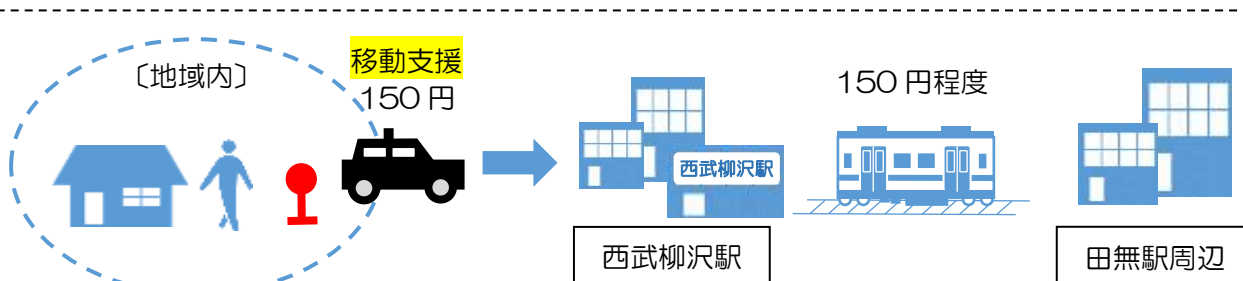 〔地域内〕
移動支援
150円
150円程度
西武柳沢駅
西武柳沢駅
田無駅周辺